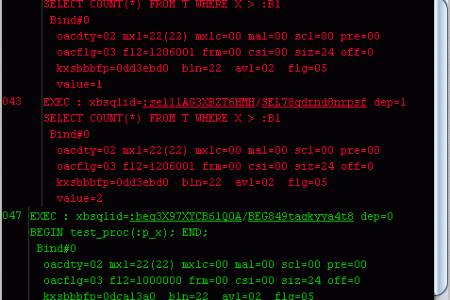 SELECT COUNT(*) FROM T WHERE X > :B1
Bind#0
oacdty=02 mxl=22(22) mxlc=00 mal=00 scl=00 pre=00
oacflg=03 fl2=1206001 frm=00 csi=00 siz=24 off=0
kxsbbbfp=0dd3ebd0 bln=22 avl=02 flg=05
value=1
043 EXEC : xbsqlid=:sel11AG3XBZT6HMH/SEL78qdrnd8nrpsf dep=1
SELECT COUNT(*) FROM T WHERE X > :B1
Bind#0
oacdty=02 mxl=22(22) mxlc=00 mal=00 scl=00 pre=00
oacflg=03 fl2=1206001 frm=00 csi=00 siz=24 off=0
kxsbbbfp=0dd3ebd0 bln=22 avl=02 flg=05
value=2
047 EXEC : xbsqlid=:beg3X97XYCB61Q0A/BEG849taqkyva4t8 dep=0
BEGIN test_proc(:p_x); END;
Bind#0
oacdty=02 mxl=22(22) mxlc=00 mal=00 scl=00 pre=00
oacflg=03 fl2=1000000 frm=00 csi=00 siz=24 off=0
kxsbbbfp=0dca13a0 bln=22 avl=02 flg=05